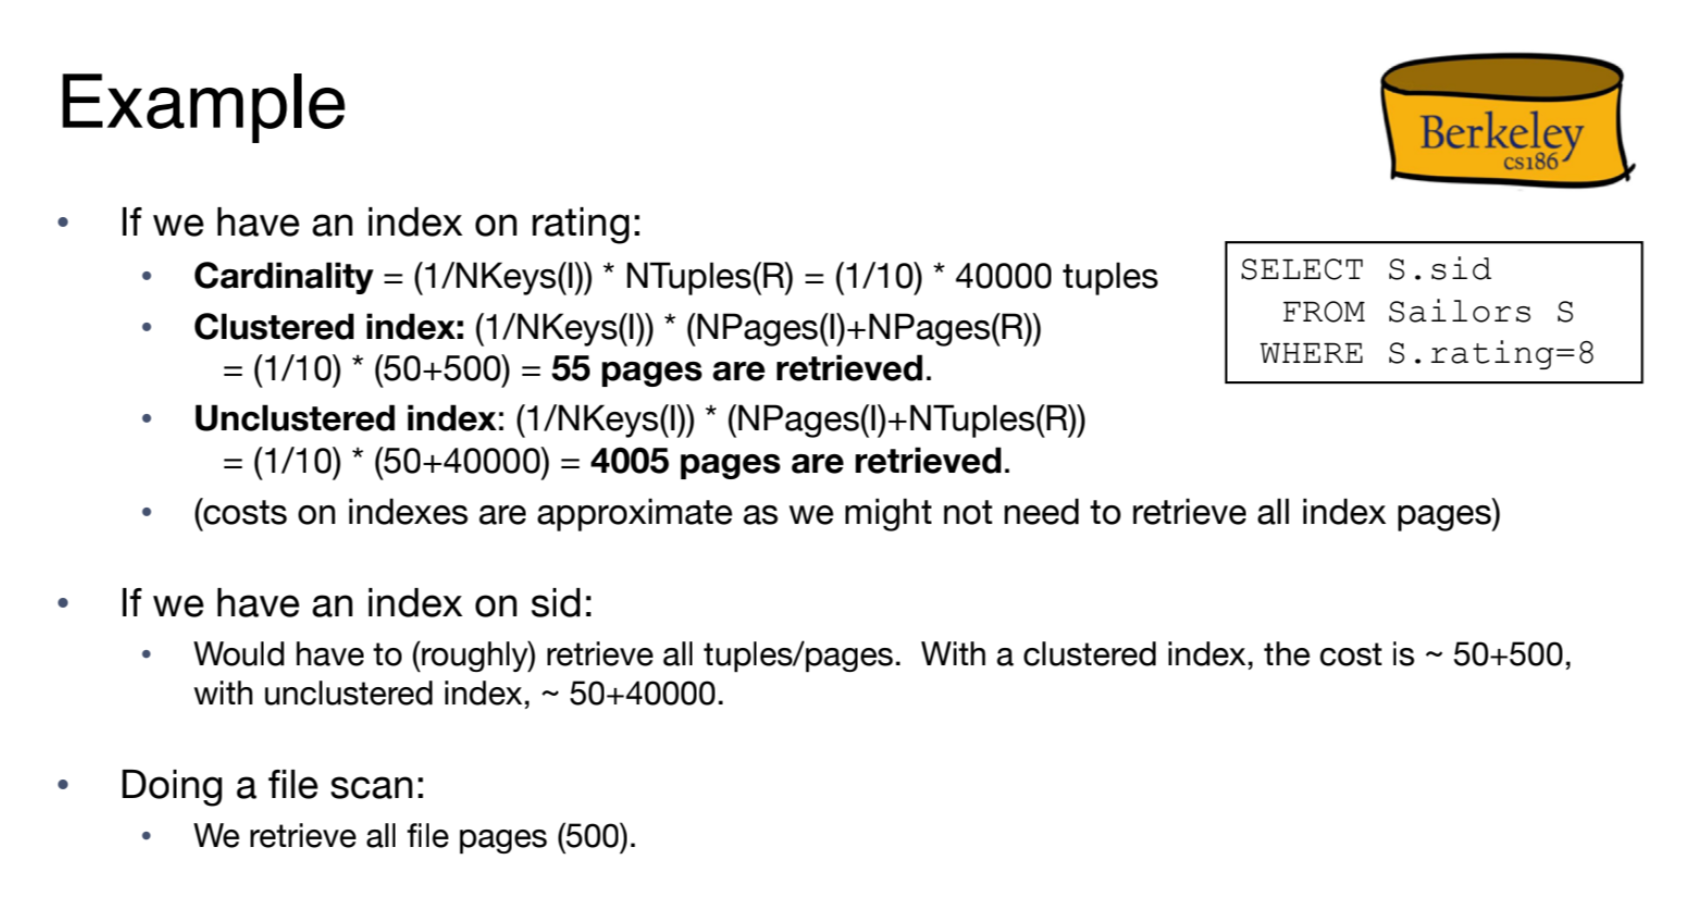 Example
Berkeley
cs186
• If we have an index on rating:
• Cardinality = (1/NKeys(I)) * NTuples(R) = (1/10) * 40000 tuples
• Clustered index: (1/NKeys(I)) * (NPages(I)+NPages(R))
= (1/10) * (50+500) = 55 pages are retrieved.
• Unclustered index: (1/NKeys(I)) * (NPages(I)+NTuples(R))
= (1/10) * (50+40000) = 4005 pages are retrieved.
• (costs on indexes are approximate as we might not need to retrieve all index pages)
SELECT S.sid
FROM Sailors S
WHERE S.rating=8
• If we have an index on sid:
• Would have to (roughly) retrieve all tuples/pages. With a clustered index, the cost is ~ 50+500,
with unclustered index, ~ 50+40000.
• Doing a file scan:
• We retrieve all file pages (500).